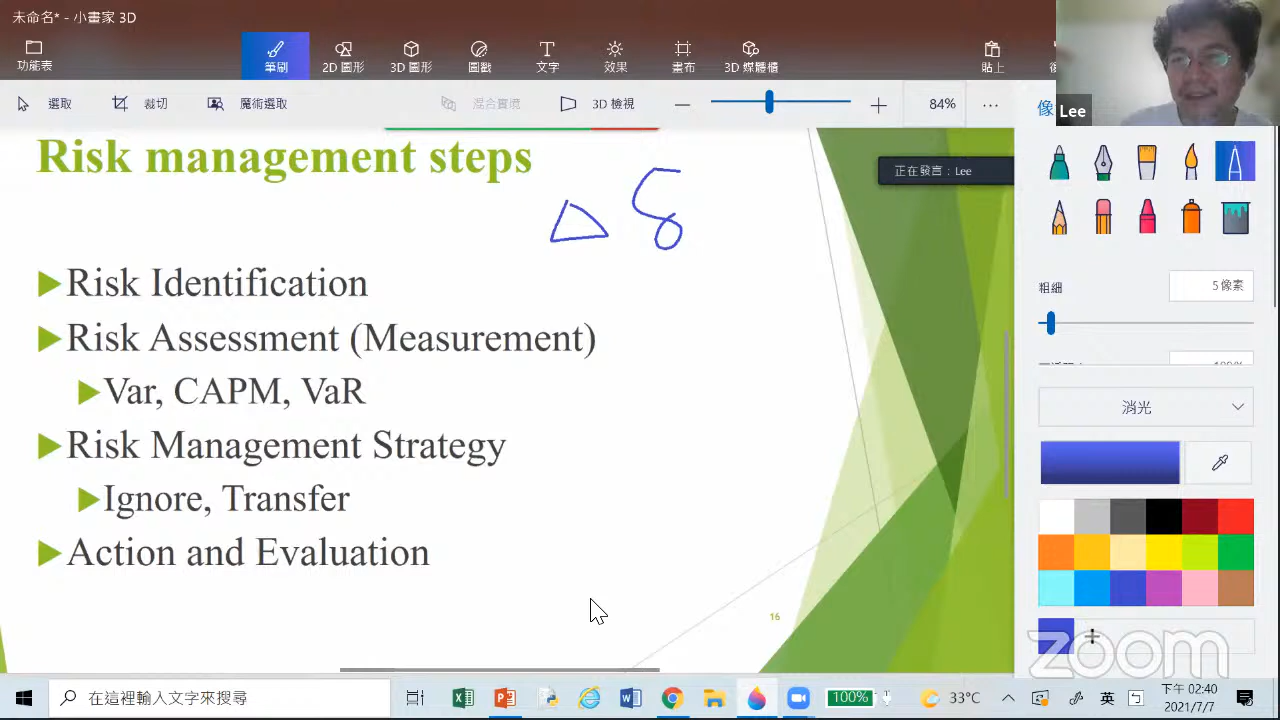 未命名* - 小畫家 3D
功能表
筆刷
2D 圖形
3D 圖形
圖戳
文字
效果
畫布
3D 媒體櫃
貼上
選取
裁切
魔術選取
混合實境
3D 檢視
84%
Lee
Risk management steps
正在發言：Lee
Δ δ
Risk Identification
Risk Assessment (Measurement)
Var, CAPM, VaR
Risk Management Strategy
Ignore, Transfer
Action and Evaluation
16
粗細
5像素
消光
zoom
在這裡輸入文字來搜尋
100%
33°C
英
下午 02:40
2021/7/7